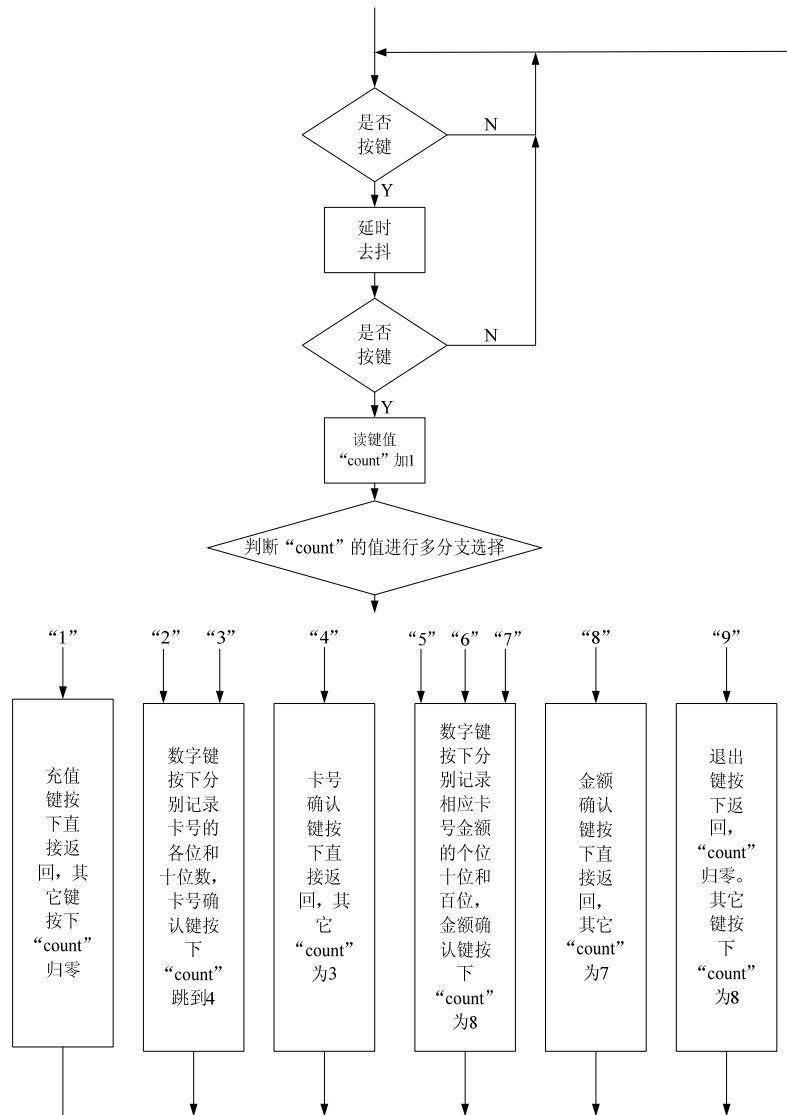 是否
按键
N
Y
延时
去抖
是否
按键
N
Y
读键值
“count”加1
判断“count”的值进行多分支选择
“1”
“2”
“3”
“4”
“5”
“6”
“7”
“8”
“9”
充值
键按
下直
接返
回，其
它键
按下
“count”
归零
数字键
按下分
别记录
卡号的
各位和
十位数，
卡号确
认键按
下
“count”
跳到4
卡号
确认
键按
下直
接返
回，其
它
“count”
为3
数字键
按下分
别记录
相应卡
号金额
的个位
十位和
百位，
金额确
认键按
下
“count”
为8
金额
确认
键按
下直
接返
回，
其它
“count”
为7
退出
键按
下返
回，
“count”
归零。
其它
键按
下
“count”
为8